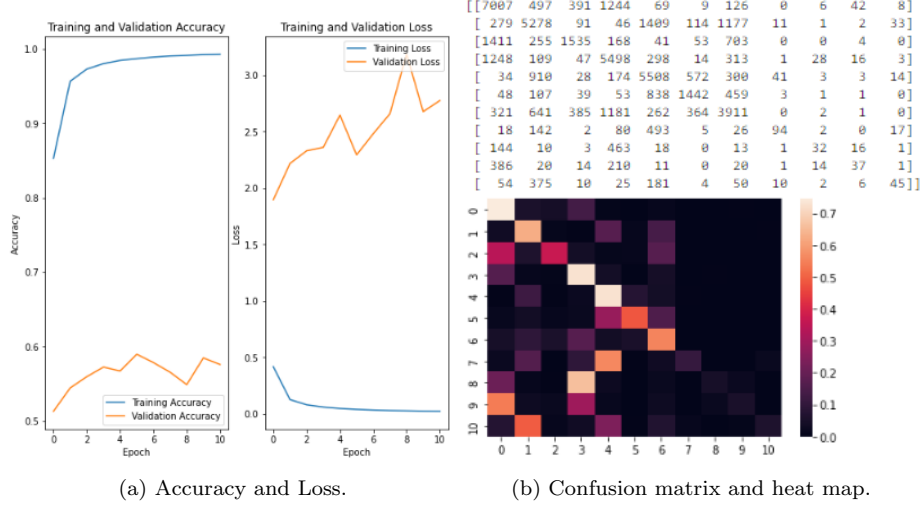 Training and Validation Accuracy
1.0
0.9
0.8
0.7
0.6
0.5
Accuracy
0 2 4 6 8 10
Epoch
Training Accuracy
Validation Accuracy
Training and Validation Loss
3.0
2.5
2.0
1.5
1.0
0.5
0.0
Loss
0 2 4 6 8 10
Epoch
Training Loss
Validation Loss
(a) Accuracy and Loss.
[[7007 497 391 1244 69 9 126 0 6 42 8]
[ 279 5278 91 46 1409 114 1177 11 1 2 33]
[1411 255 1535 168 41 53 703 0 0 4 0]
[1248 109 47 5498 298 14 313 1 28 16 3]
[ 34 910 28 174 5508 572 300 41 3 3 14]
[ 48 107 39 53 838 1442 459 3 1 1 0]
[ 321 641 385 1181 262 364 3911 0 2 1 0]
[ 18 142 2 80 493 5 26 94 2 0 17]
[ 144 10 3 463 18 0 13 1 32 16 1]
[ 386 20 14 210 11 0 20 1 14 37 1]
[ 54 375 10 25 181 4 50 10 2 6 45]]
0
1
2
3
4
5
6
7
8
9
10
0 1 2 3 4 5 6 7 8 9 10
0.7
0.6
0.5
0.4
0.3
0.2
0.1
0.0
(b) Confusion matrix and heat map.